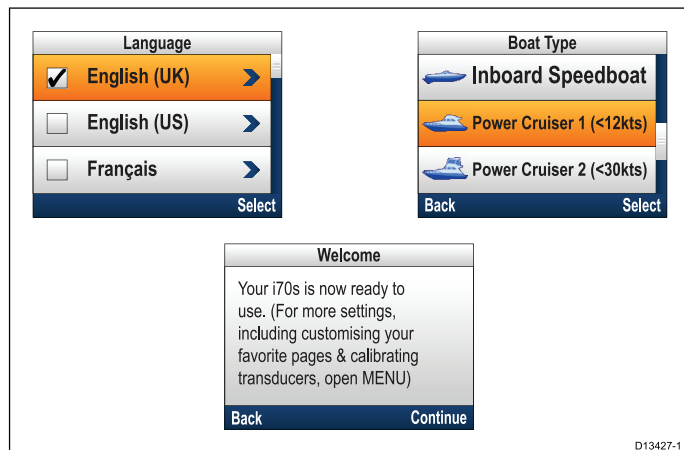 Language
English (UK)
English (US)
Français
Select
Boat Type
Inboard Speedboat
Power Cruiser 1 (<12kts)
Power Cruiser 2 (<30kts)
Back Select
Welcome
Your i70s is now ready to
use. (For more settings,
including customising your
favorite pages & calibrating
transducers, open MENU)
Back Continue
D13427-1